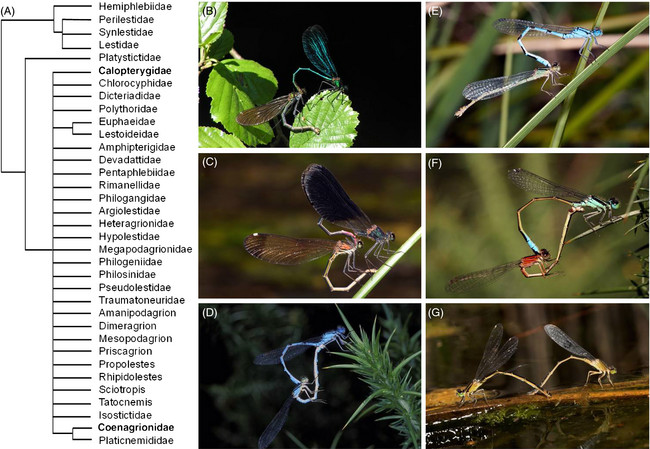 (A)
Hemiphlebiidae
Perilestidae
Synlestidae
Lestidae
Platystictidae
Calopterygidae
Chlorocyphidae
Dicteriadidae
Polythoridae
Euphaeidae
Lestoideidae
Amphipterigidae
Devadattidae
Pentaphlebiidae
Rimanellidae
Philogangidae
Argiolestidae
Heteragrionidae
Hypolestidae
Megapodagrionidae
Philogeniidae
Philosinidae
Pseudolestidae
Traumatoneuridae
Amanipodagrion
Dimeragrion
Mesopodagrion
Priscagrion
Propolestes
Rhipidolestes
Sciotropis
Tatocnemis
Isostictidae
Coenagrionidae
Platicnemididae
(B)
(C)
(D)
(E)
(F)
(G)